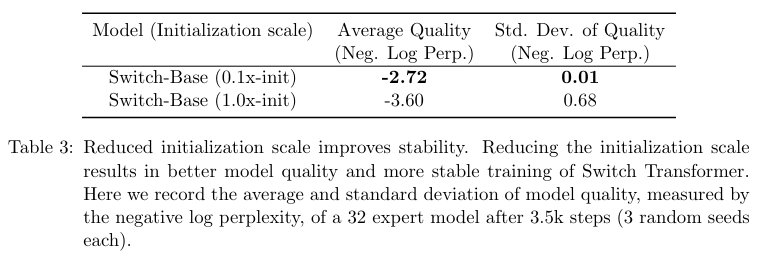 Model (Initialization scale) Average Quality Std. Dev. of Quality
(Neg. Log Perp.) (Neg. Log Perp.)
Switch-Base (0.1x-init) -2.72 0.01
Switch-Base (1.0x-init) -3.60 0.68
Table 3: Reduced initialization scale improves stability. Reducing the initialization scale
results in better model quality and more stable training of Switch Transformer.
Here we record the average and standard deviation of model quality, measured by
the negative log perplexity, of a 32 expert model after 3.5k steps (3 random seeds
each).